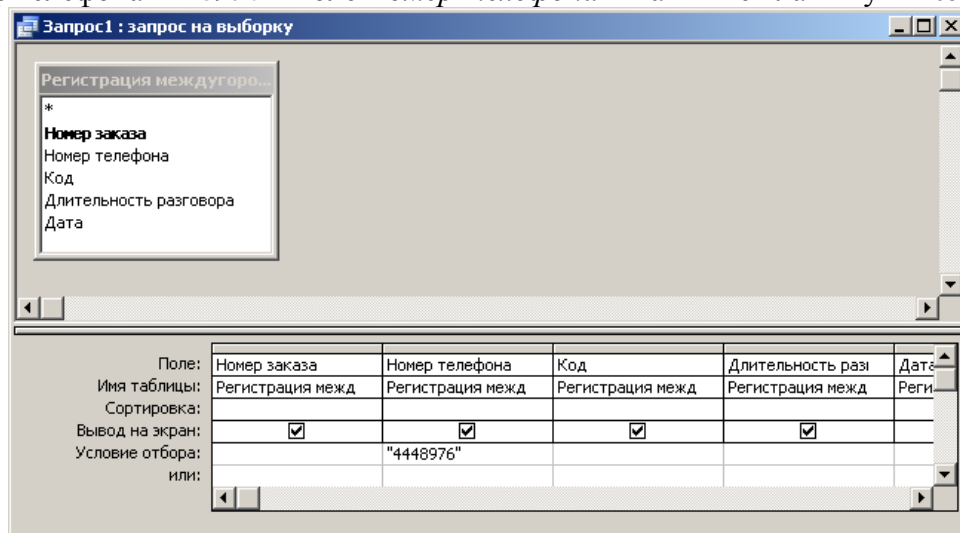 Запрос1 : запрос на выборку
Регистрация междугоро...
*
Номер заказа
Номер телефона
Код
Длительность разговора
Дата
Поле: Номер заказа Номер телефона Код Длительность разг Дата
Имя таблицы: Регистрация межд Регистрация межд Регистрация межд Регистрация межд Реги
Сортировка:
Вывод на экран:
Условие отбора: "4448976"
или: